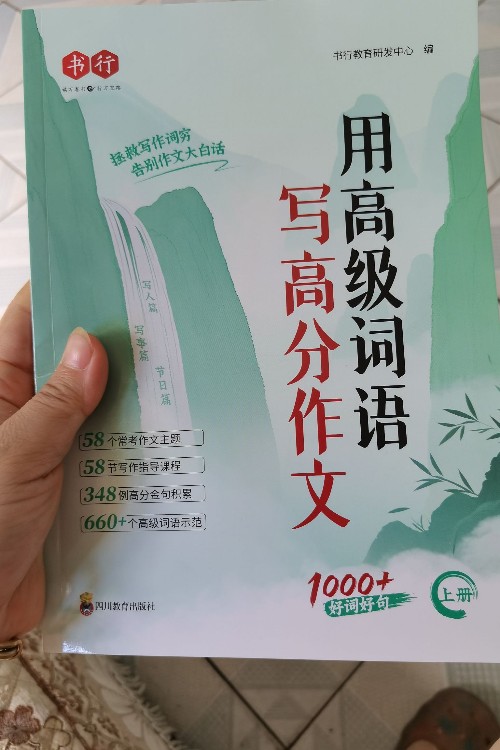 书行
书行教育研发中心 编
拯救写作词穷
告别作文大白话
用高级词语
写高分作文
写人篇
写事篇
节日篇
58个常考作文主题
58节写作指导课程
348例高分金句积累
660+个高级词语示范
1000+
好词好句
上册
四川教育出版社